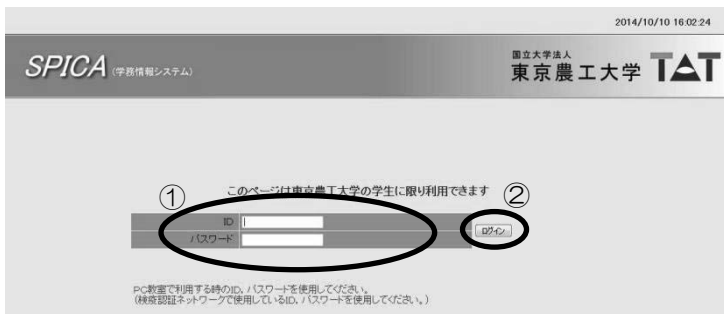 2014/10/10 16:02:24
SPICA (学務情報システム)
国立大学法人
東京農工大学 TAT
このページは東京農工大学の学生に限り利用できます
① ②
ID
パスワード
ログイン
PC教室で利用する時のID、パスワードを使用してください。
(検疫認証ネットワークで使用しているID、パスワードを使用してください。)